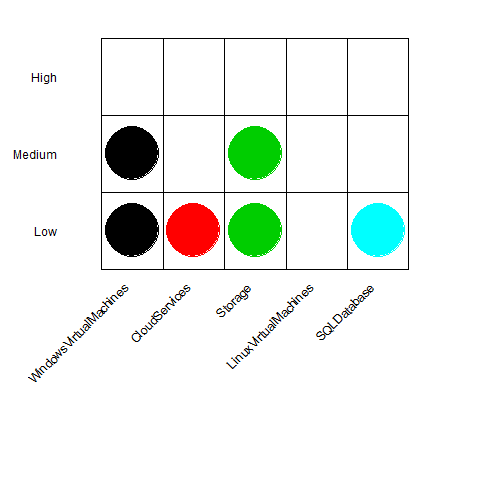 High
Medium
Low
WindowsVirtualMachines
CloudServices
Storage
LinuxVirtualMachines
SQLDatabase